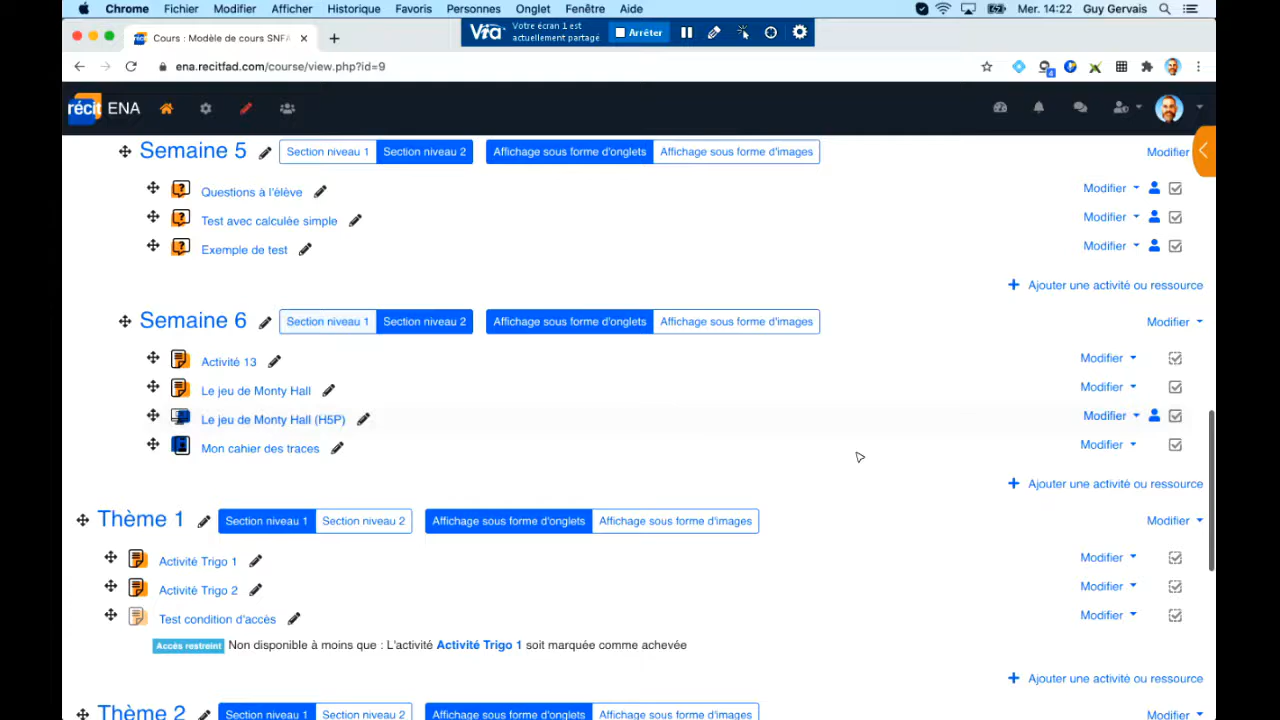 Chrome Fichier Modifier Afficher Historique Favoris Personnes Onglet Fenêtre Aide Mer. 14:22 Guy Gervais
Cours : Modèle de cours SNF
Via Votre écran 1 est actuellement partagé Arrêter
ena.recitfad.com/course/view.php?id=9
récit ENA
Semaine 5 Section niveau 1 Section niveau 2 Affichage sous forme d'onglets Affichage sous forme d'images Modifier
Questions à l'élève Modifier
Test avec calculée simple Modifier
Exemple de test Modifier
+ Ajouter une activité ou ressource
Semaine 6 Section niveau 1 Section niveau 2 Affichage sous forme d'onglets Affichage sous forme d'images Modifier
Activité 13 Modifier
Le jeu de Monty Hall Modifier
Le jeu de Monty Hall (H5P) Modifier
Mon cahier des traces Modifier
+ Ajouter une activité ou ressource
Thème 1 Section niveau 1 Section niveau 2 Affichage sous forme d'onglets Affichage sous forme d'images Modifier
Activité Trigo 1 Modifier
Activité Trigo 2 Modifier
Test condition d'accès Modifier
Accès restreint Non disponible à moins que : L'activité Activité Trigo 1 soit marquée comme achevée
+ Ajouter une activité ou ressource
Thème 2 Section niveau 1 Section niveau 2 Affichage sous forme d'onglets Affichage sous forme d'images Modifier